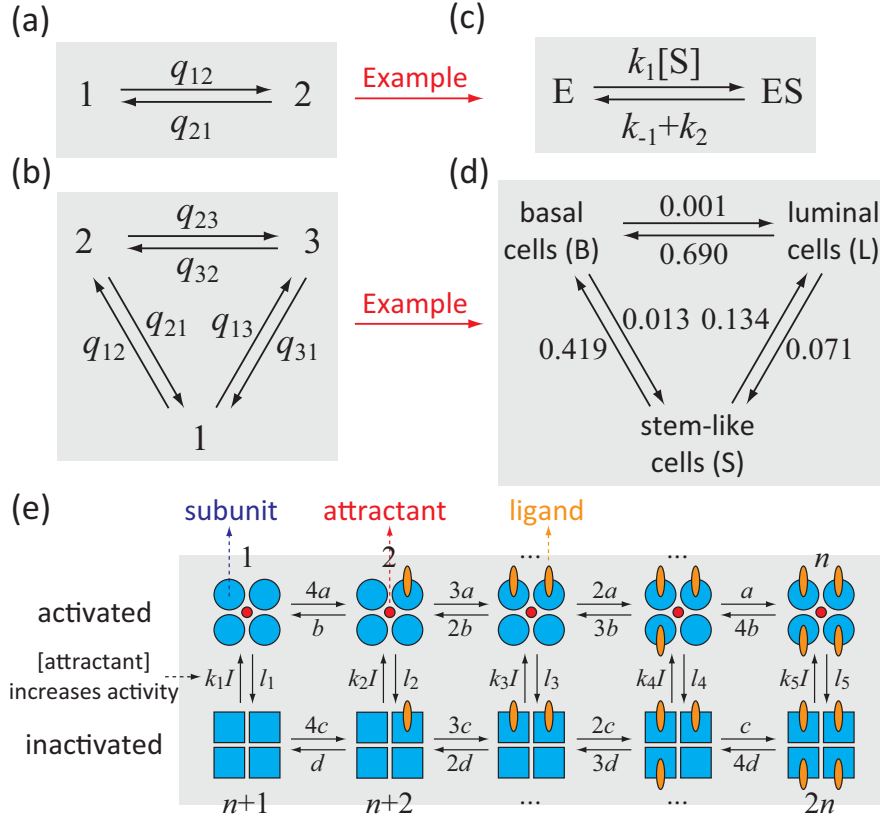 (a)
q12
1 2
q21
Example
(c)
k1[S]
E ES
k-1+k2
(b)
q23
2 3
q32
q12 q21 q13 q31
1
Example
(d)
0.001
basal cells (B)
luminal cells (L)
0.690
0.419 0.013 0.134 0.071
stem-like
cells (S)
(e)
subunit attractant ligand
1 2 ... ... n
activated
4a 3a 2a a
b 2b 3b 4b
[attractant]
increases activity
k1I l1 k2I l2 k3I l3 k4I l4 k5I l5
inactivated
4c 3c 2c c
d 2d 3d 4d
n+1 n+2 ... ... 2n